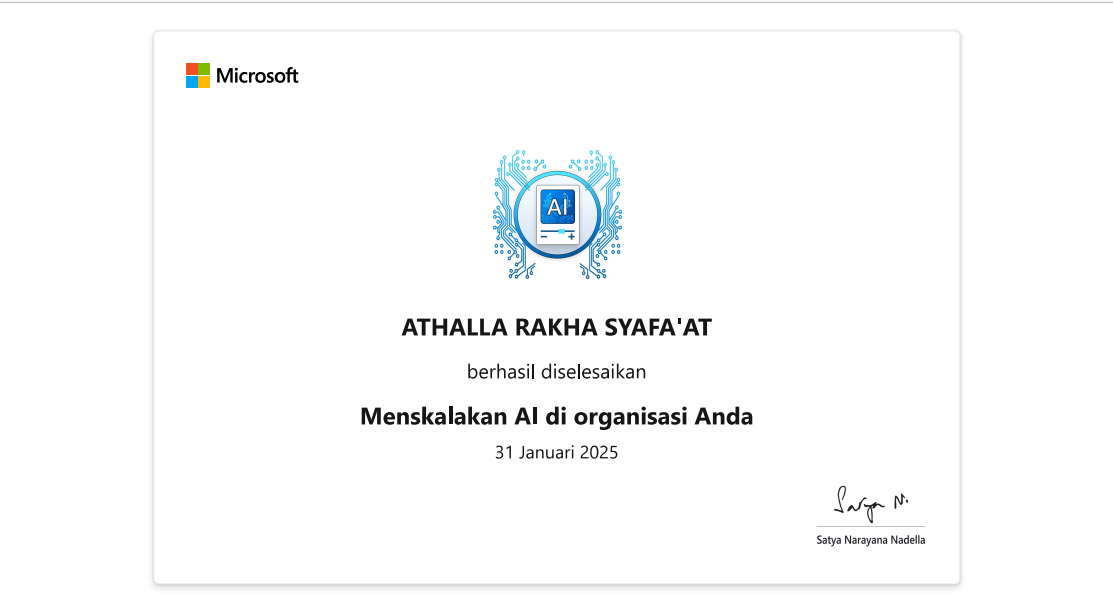 Microsoft
AI
ATHALLA RAKHA SYAFA'AT
berhasil diselesaikan
Menskalakan AI di organisasi Anda
31 Januari 2025
Satya N.
Satya Narayana Nadella